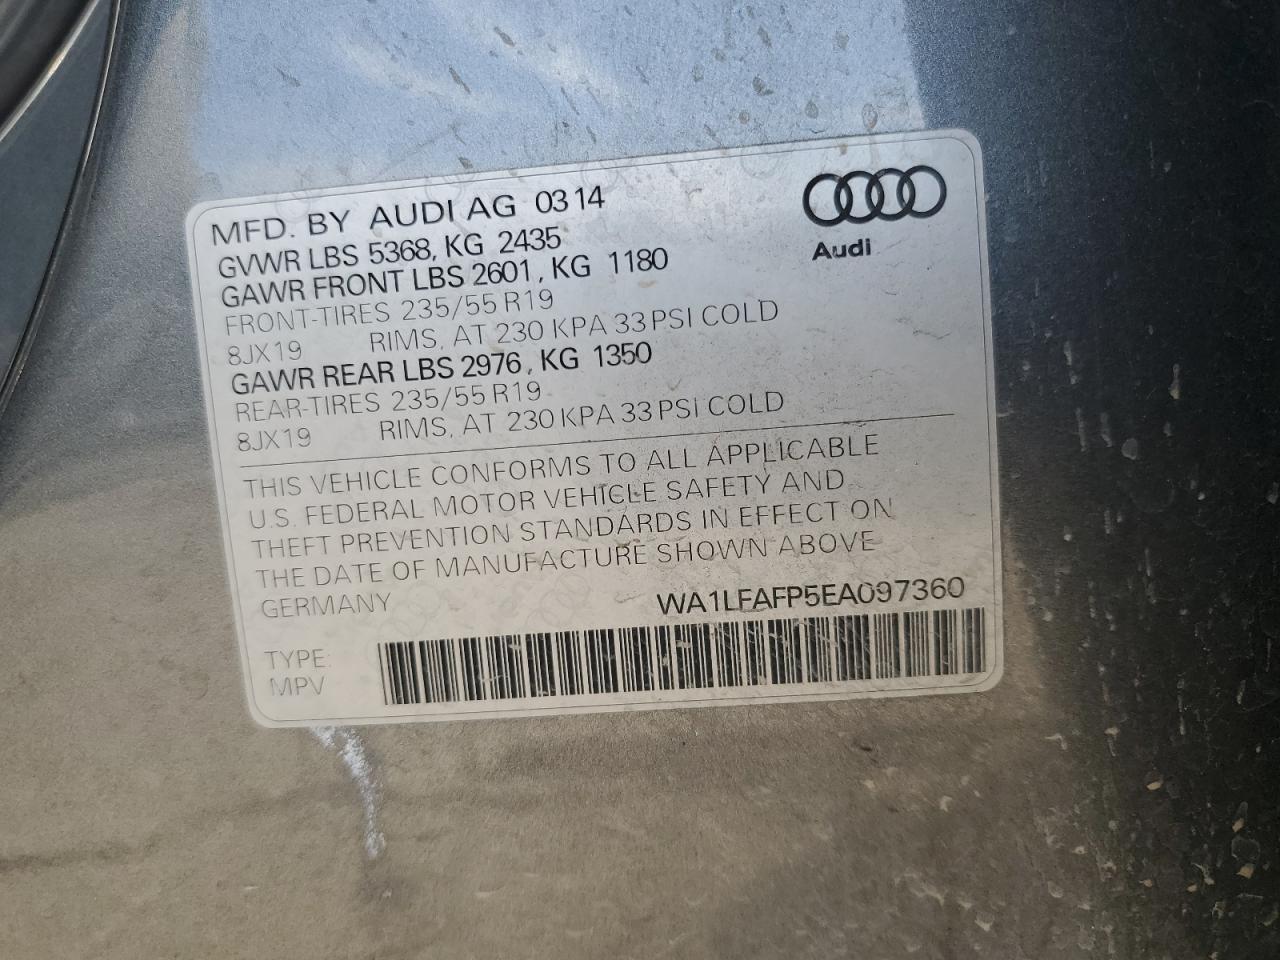 MFD. BY AUDI AG 0314
GVWR LBS 5368, KG 2435
GAWR FRONT LBS 2601, KG 1180
FRONT-TIRES 235/55 R19
8JX19 RIMS, AT 230 KPA 33 PSI COLD
GAWR REAR LBS 2976, KG 1350
REAR-TIRES 235/55 R19
8JX19 RIMS, AT 230 KPA 33 PSI COLD
Audi
THIS VEHICLE CONFORMS TO ALL APPLICABLE
U.S. FEDERAL MOTOR VEHICLE SAFETY AND
THEFT PREVENTION STANDARDS IN EFFECT ON
THE DATE OF MANUFACTURE SHOWN ABOVE
GERMANY WA1LFAFP5EA097360
TYPE:
MPV